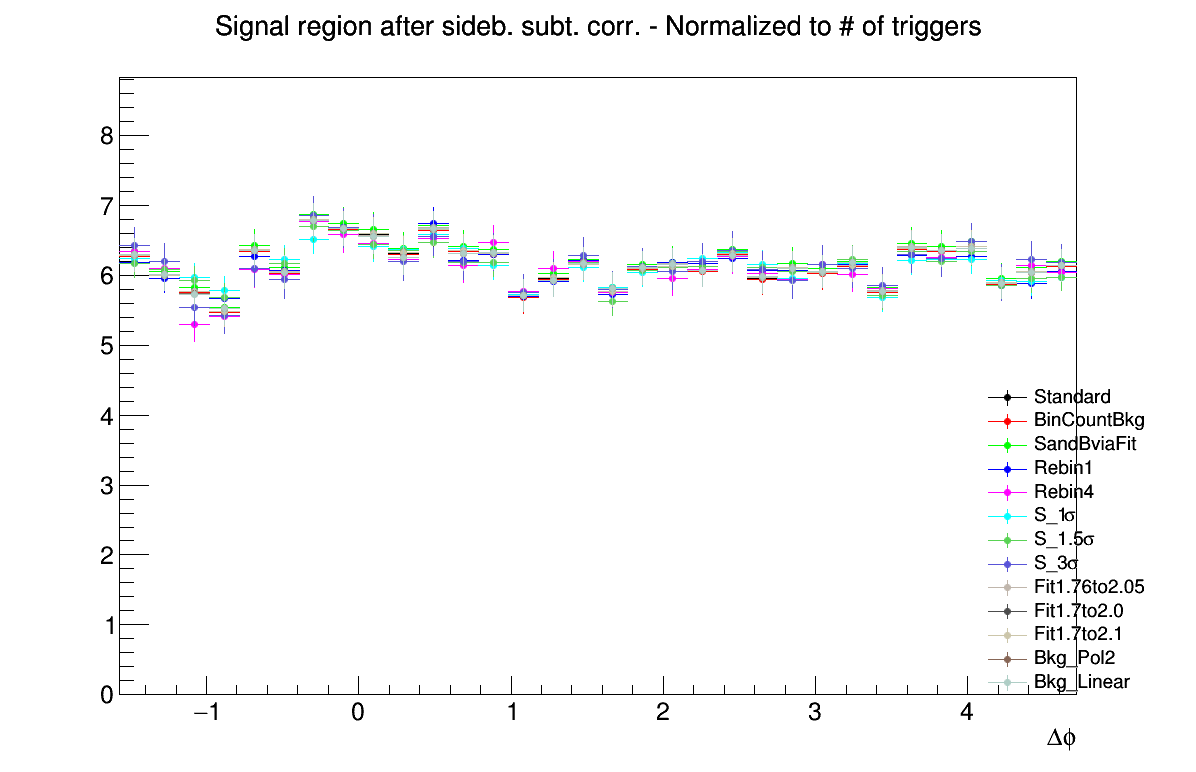 Signal region after sideb. subt. corr. - Normalized to # of triggers
8
7
6
5
4
3
2
1
0
Standard
BinCountBkg
SandBviaFit
Rebin1
Rebin4
S_1σ
S_1.5σ
S_3σ
Fit1.76to2.05
Fit1.7to2.0
Fit1.7to2.1
Bkg_Pol2
Bkg_Linear
−1 0 1 2 3 4
Δϕ